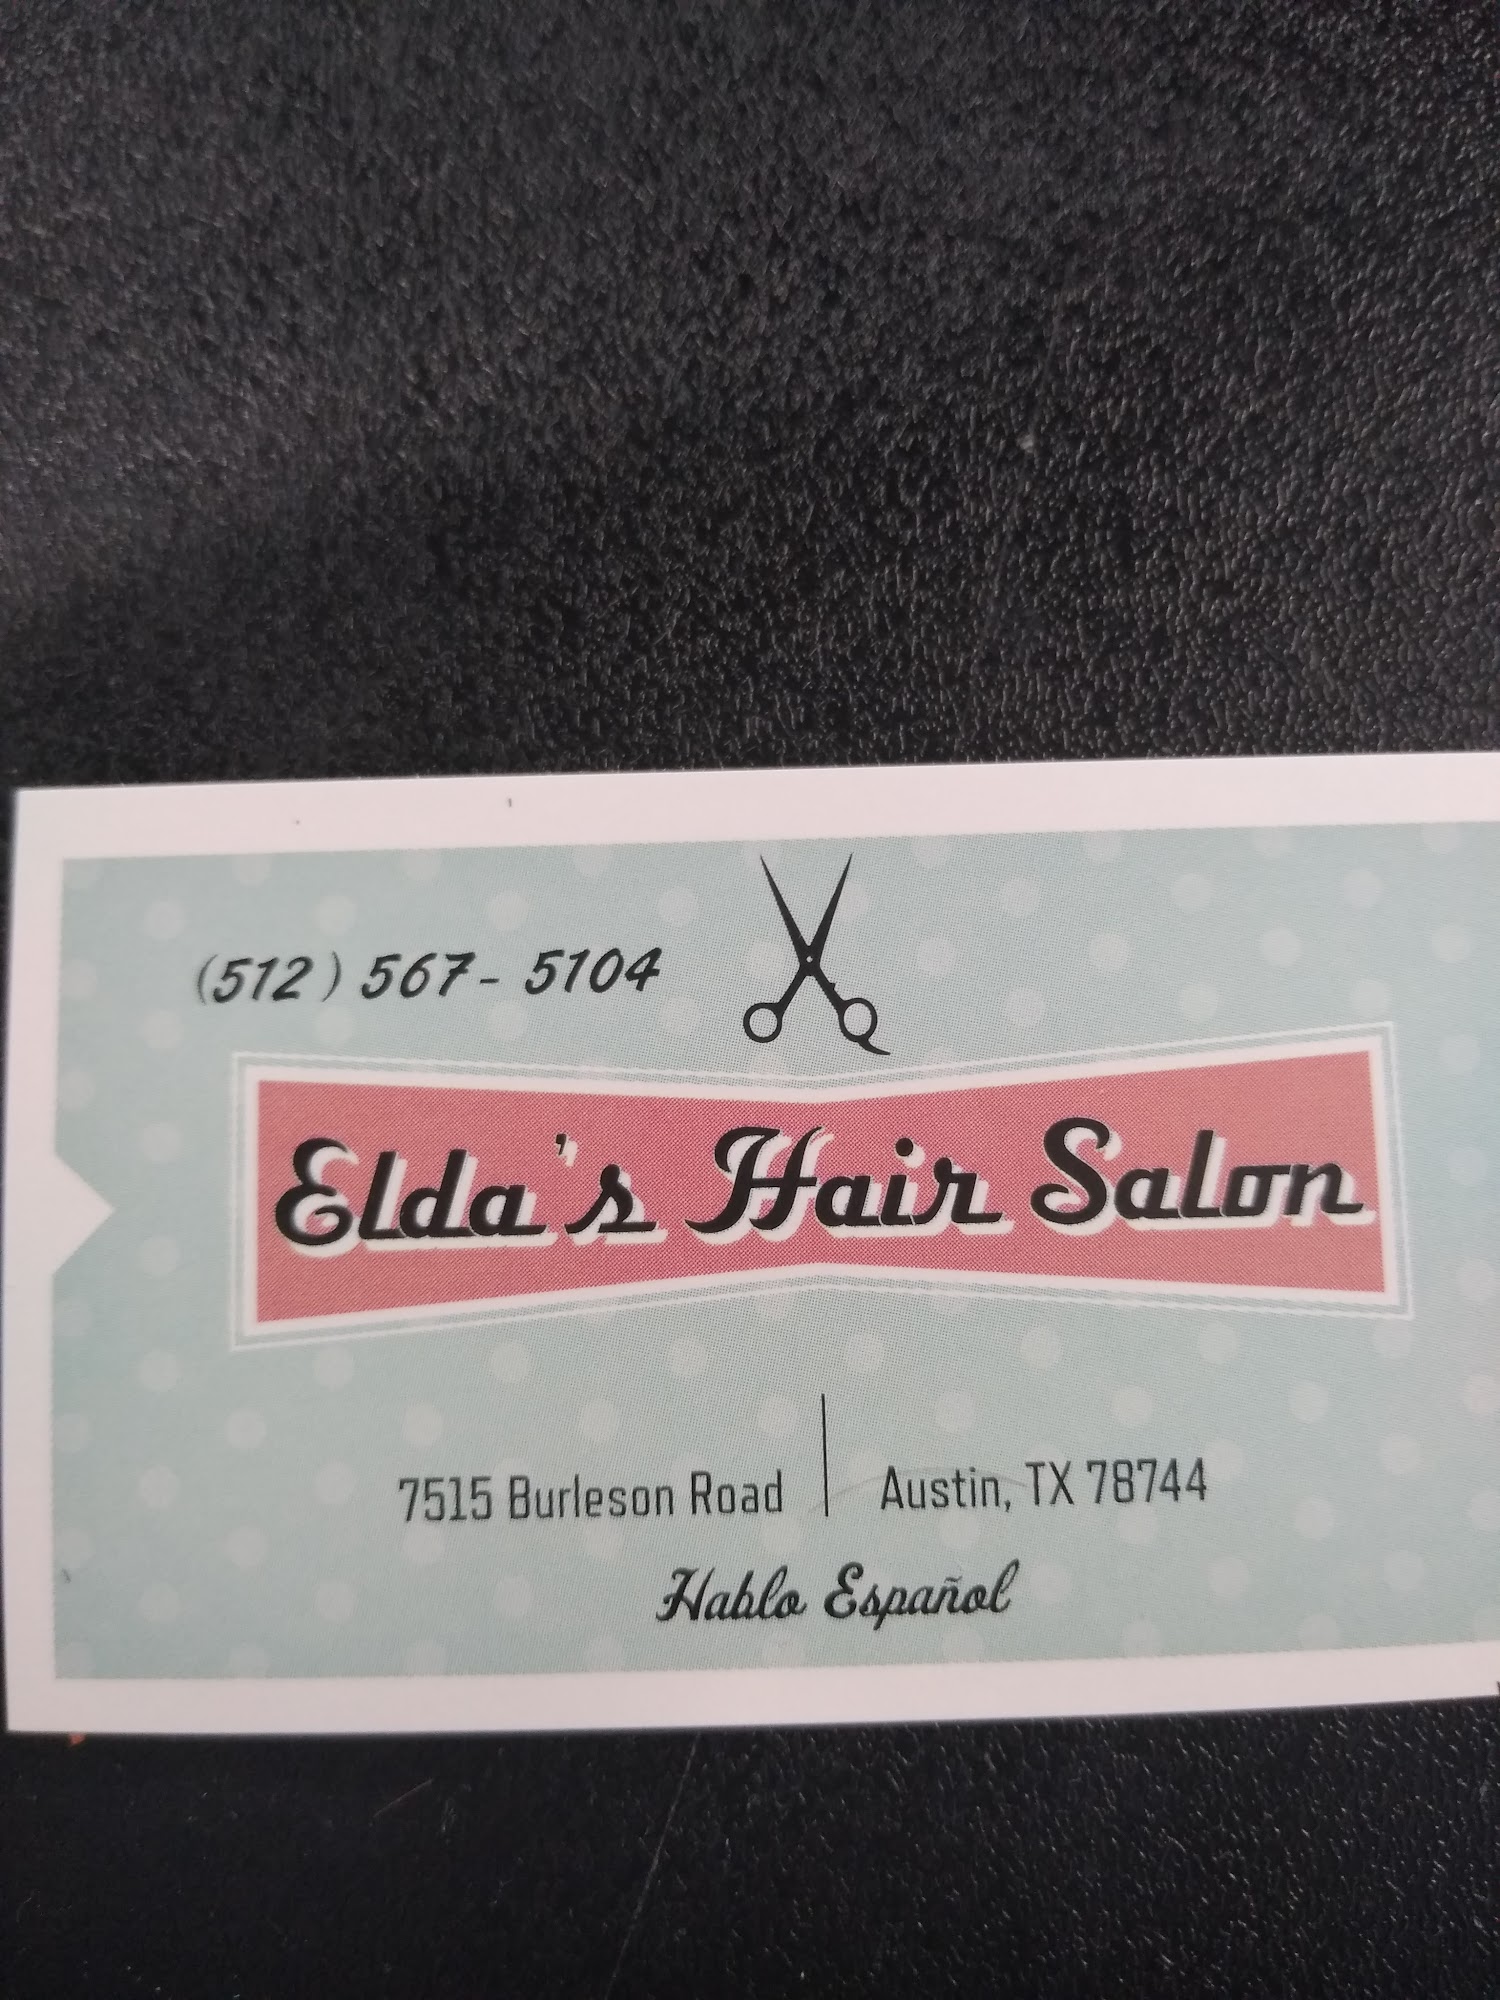 (512) 567- 5104
Elda's Hair Salon
7515 Burleson Road | Austin, TX 78744
Hablo Español